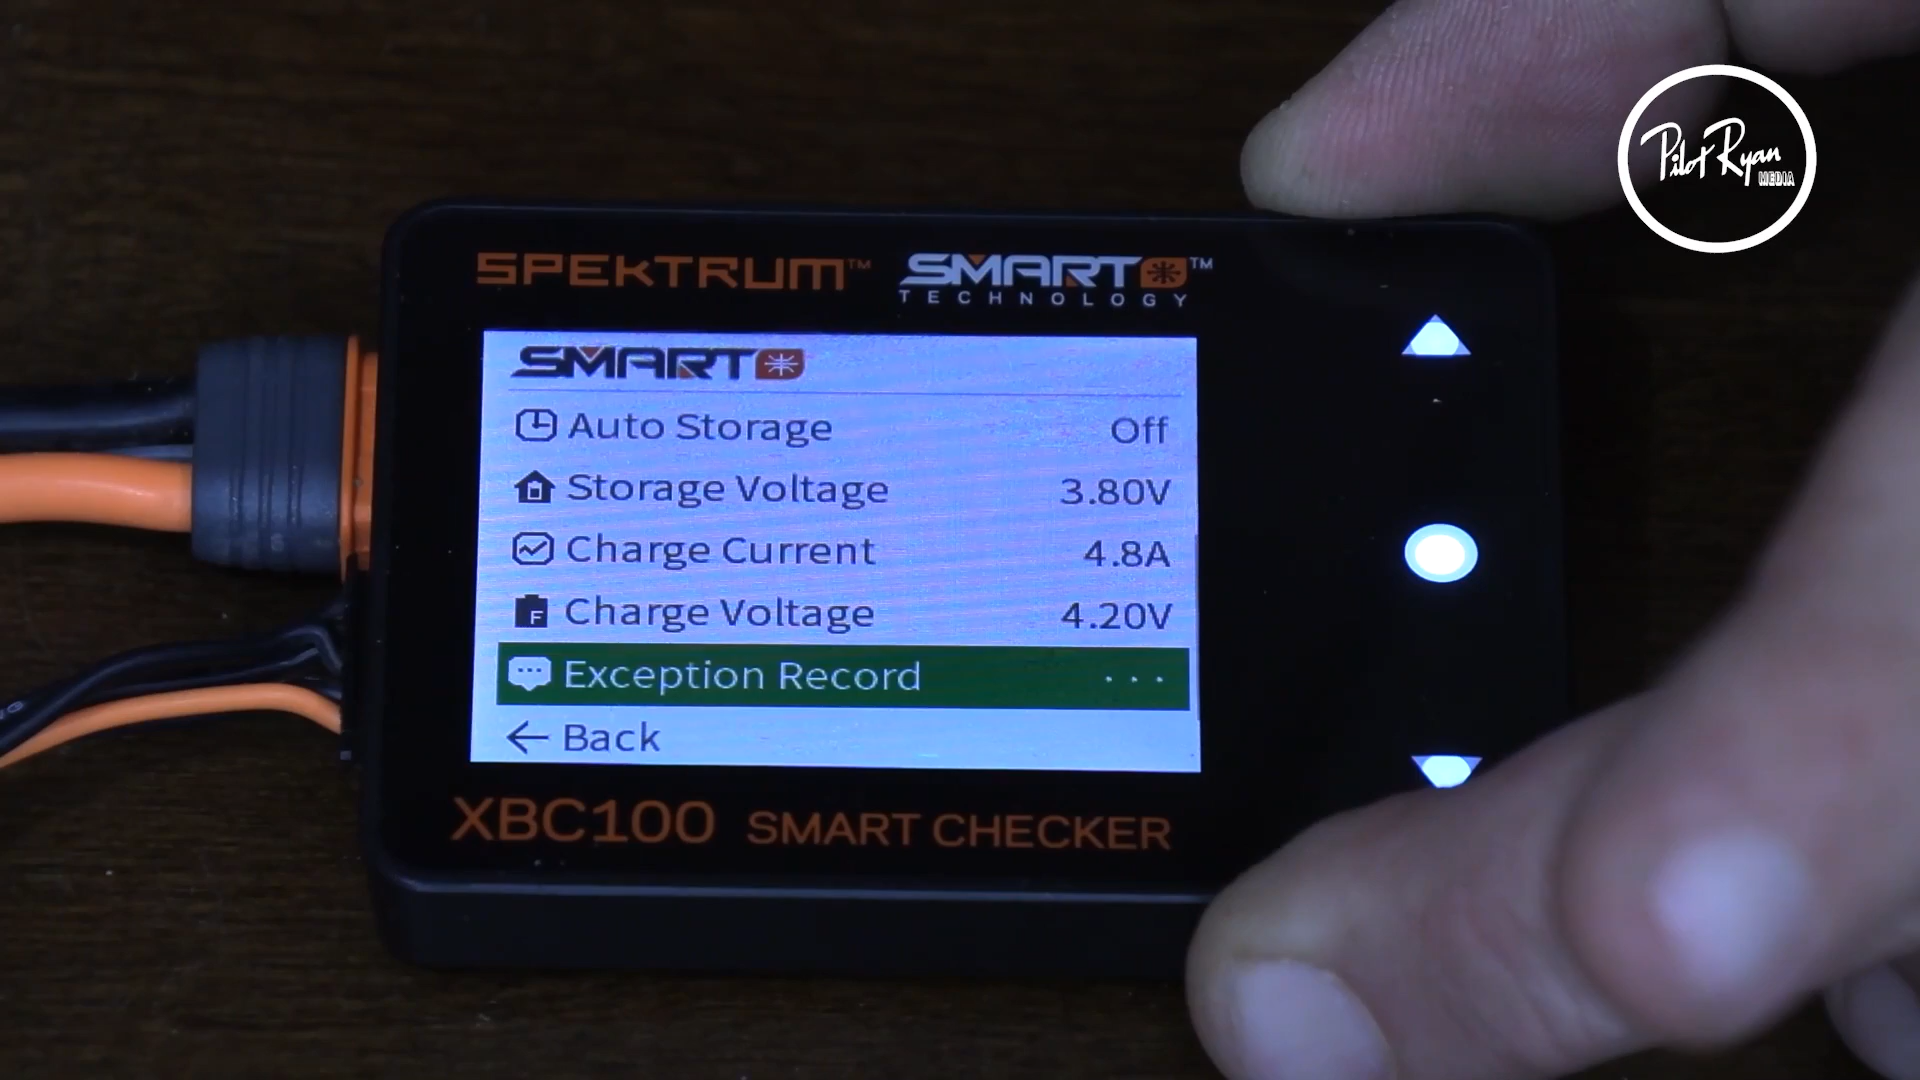 Pilot Ryan
MEDIA
SPEKTRUM™ SMART™
TECHNOLOGY
SMART
Auto Storage Off
Storage Voltage 3.80V
Charge Current 4.8A
F Charge Voltage 4.20V
Exception Record ...
← Back
XBC100 SMART CHECKER